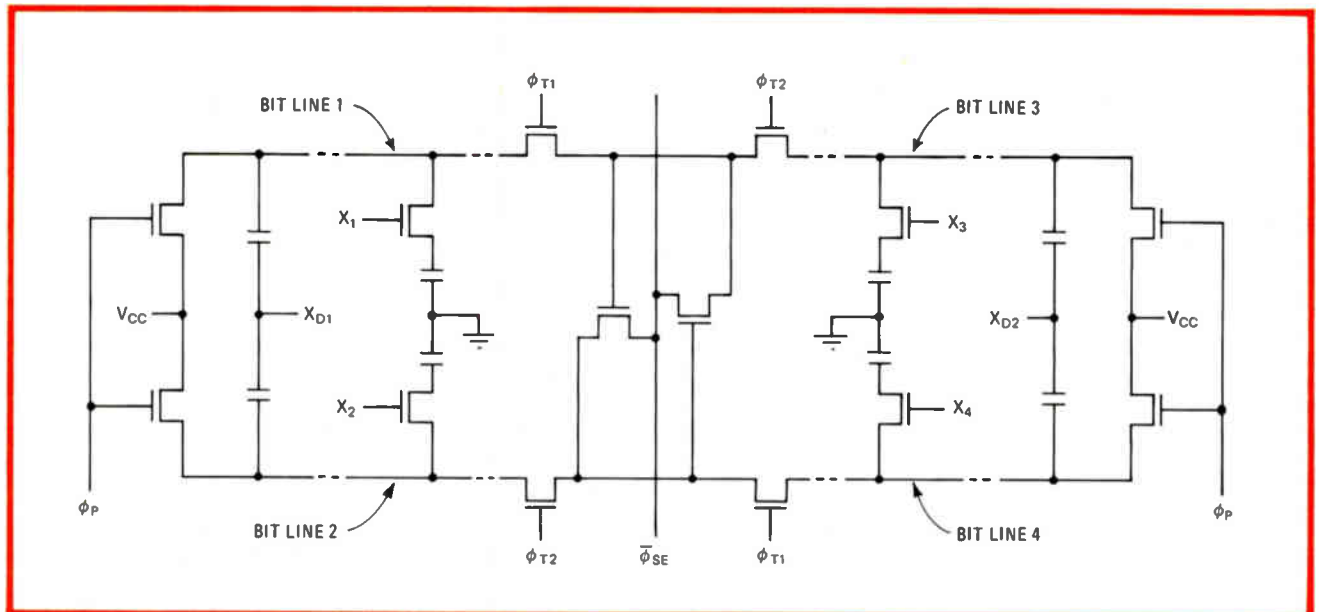 ϕT1
ϕT2
BIT LINE 1
BIT LINE 3
X1
X3
VCC
XD1
XD2
VCC
X2
X4
ϕP
BIT LINE 2
ϕT2
ϕ̅SE
ϕT1
BIT LINE 4
ϕP